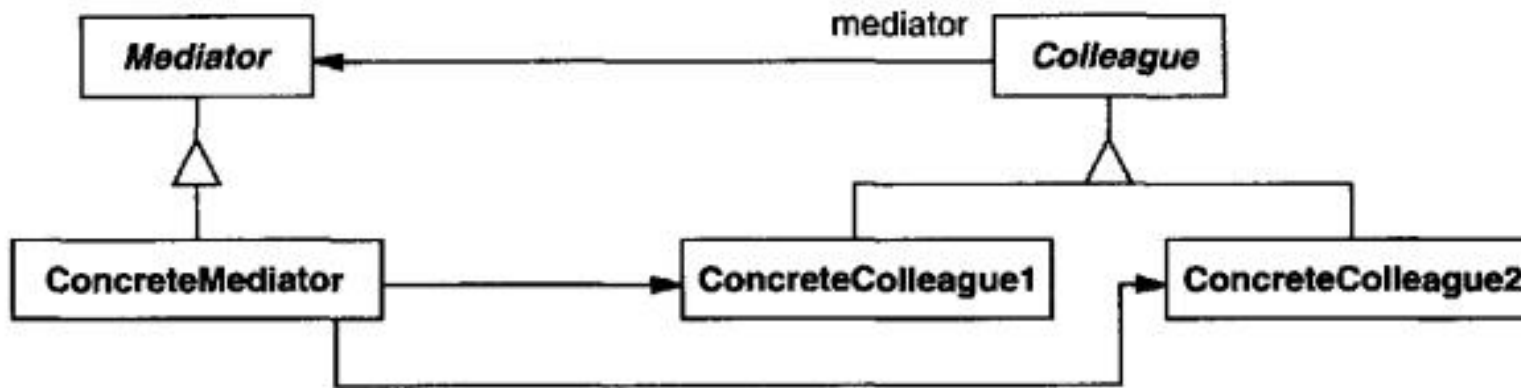 mediator
Mediator
Colleague
ConcreteMediator
ConcreteColleague1
ConcreteColleague2